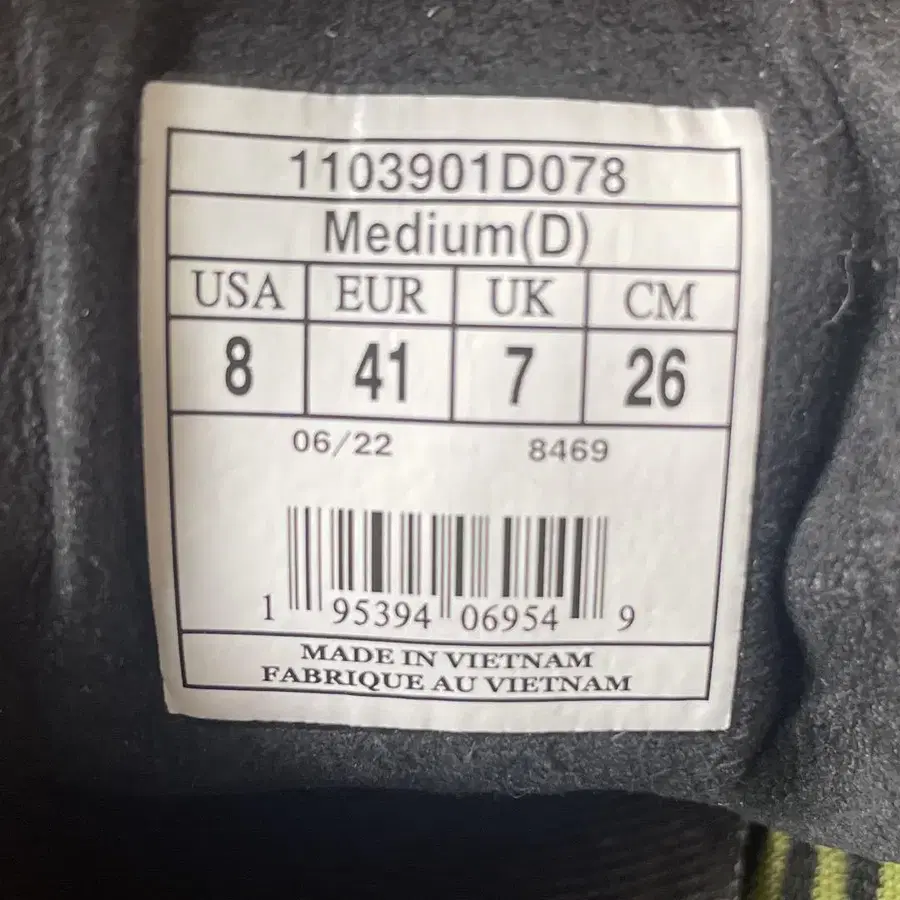 1103901D078
Medium(D)
USA EUR UK CM
8 41 7 26
06/22 8469
1 95394 06954 9
MADE IN VIETNAM
FABRIQUE AU VIETNAM